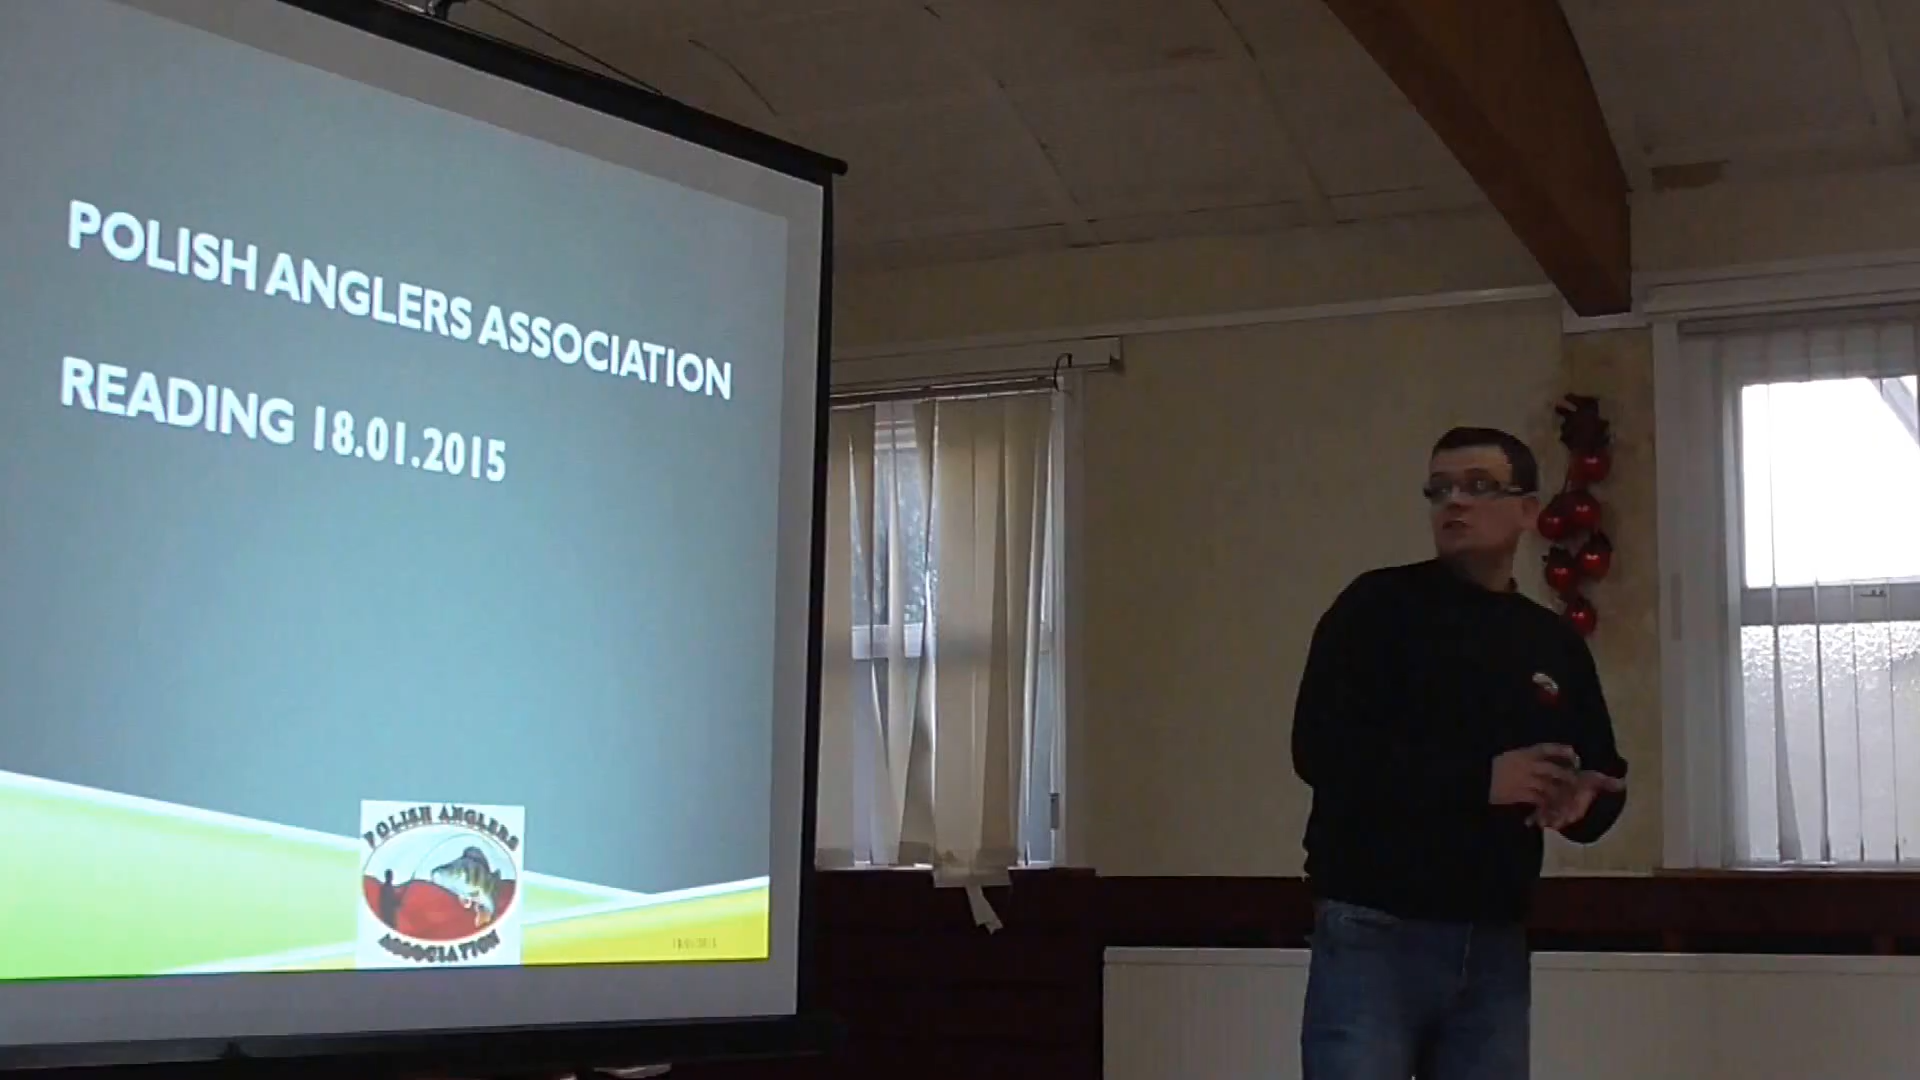 POLISH ANGLERS ASSOCIATION
READING 18.01.2015
POLISH ANGLERS
ASSOCIATION